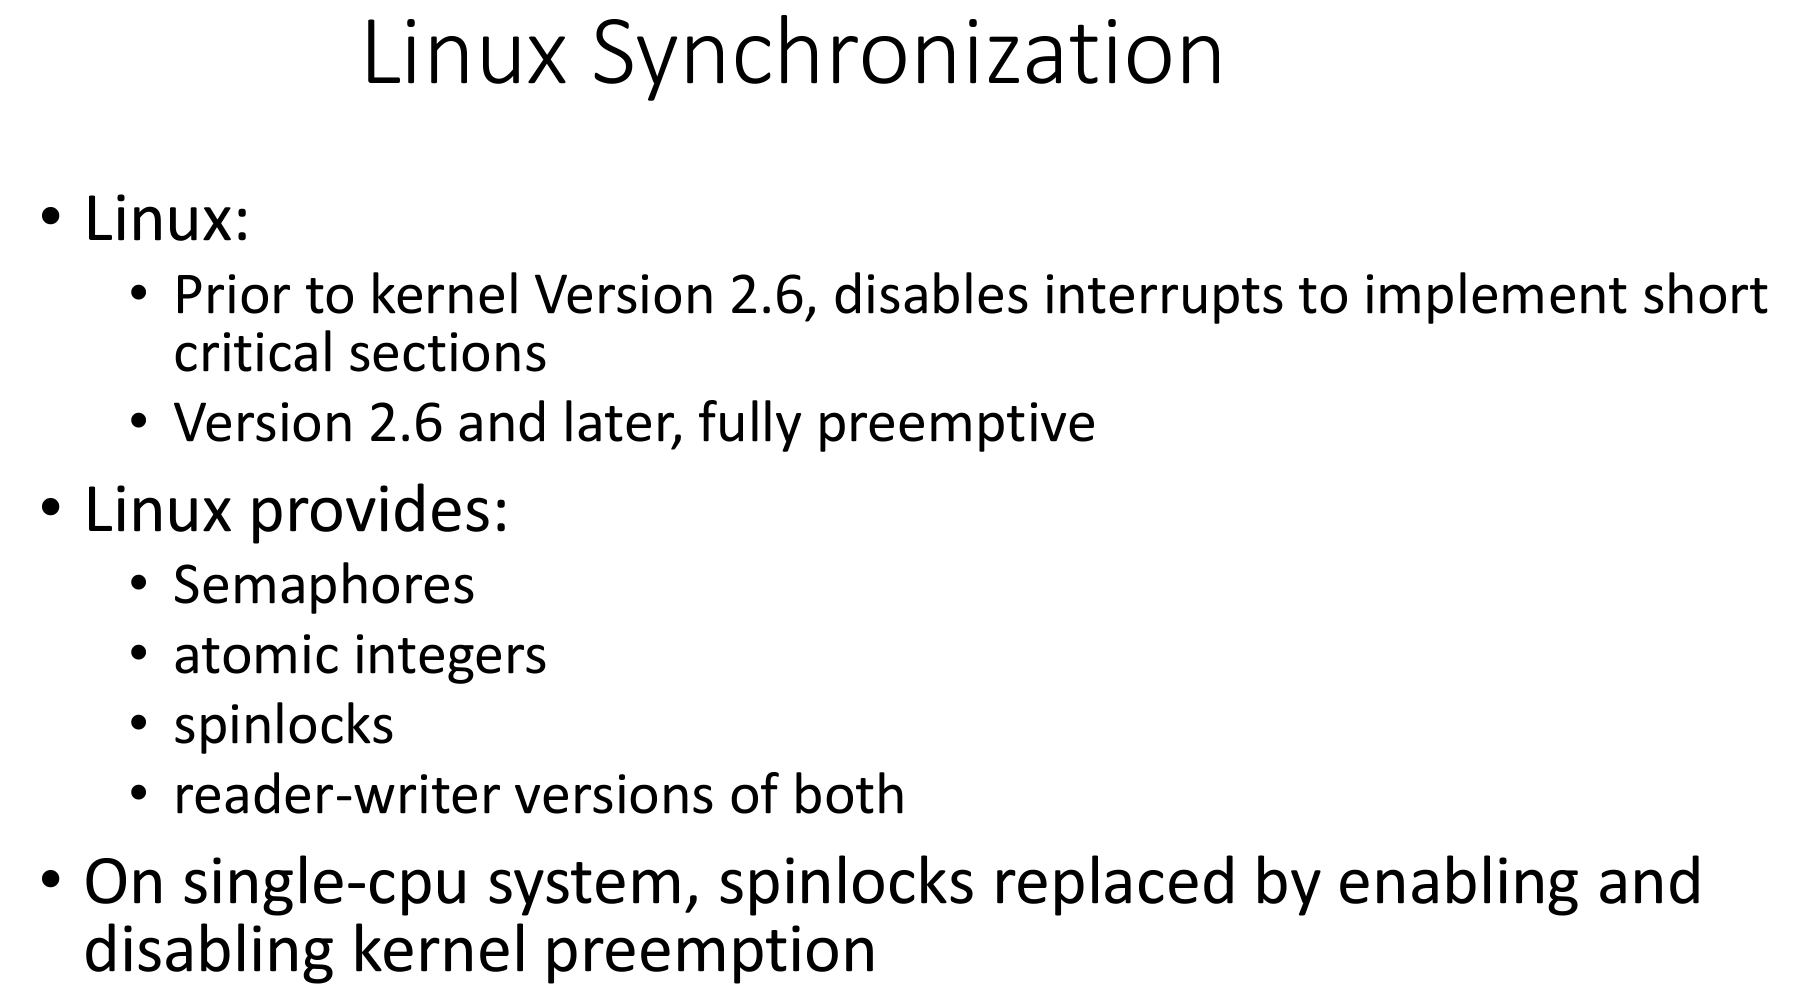 Linux Synchronization
• Linux:
• Prior to kernel Version 2.6, disables interrupts to implement short
critical sections
• Version 2.6 and later, fully preemptive
• Linux provides:
• Semaphores
• atomic integers
• spinlocks
• reader-writer versions of both
• On single-cpu system, spinlocks replaced by enabling and
disabling kernel preemption